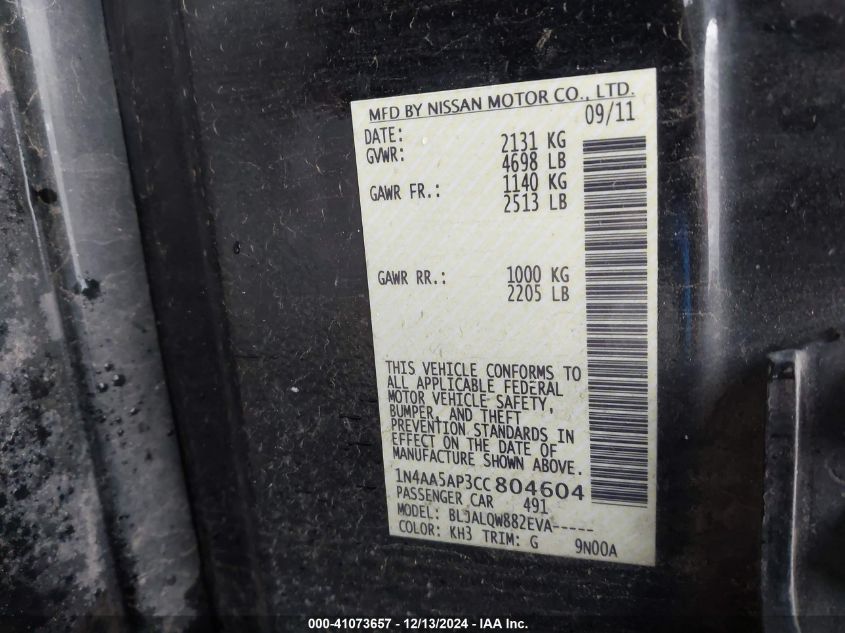 MFD BY NISSAN MOTOR CO., LTD.
DATE: 09/11
GVWR: 2131 KG
4698 LB
GAWR FR.: 1140 KG
2513 LB
GAWR RR.: 1000 KG
2205 LB
THIS VEHICLE CONFORMS TO
ALL APPLICABLE FEDERAL
MOTOR VEHICLE SAFETY,
BUMPER, AND THEFT
PREVENTION STANDARDS IN
EFFECT ON THE DATE OF
MANUFACTURE SHOWN ABOVE.
1N4AA5AP3CC804604
PASSENGER CAR 491
MODEL: BLJALQW882EVA-----
COLOR: KH3 TRIM: G 9N00A
000-41073657 - 12/13/2024 - IAA Inc.